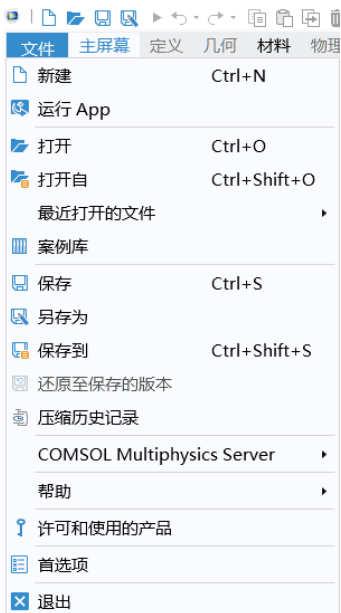 文件 主屏幕 定义 几何 材料 物理
新建 Ctrl+N
运行 App
打开 Ctrl+O
打开自 Ctrl+Shift+O
最近打开的文件
案例库
保存 Ctrl+S
另存为
保存到 Ctrl+Shift+S
还原至保存的版本
压缩历史记录
COMSOL Multiphysics Server
帮助
许可和使用的产品
首选项
退出